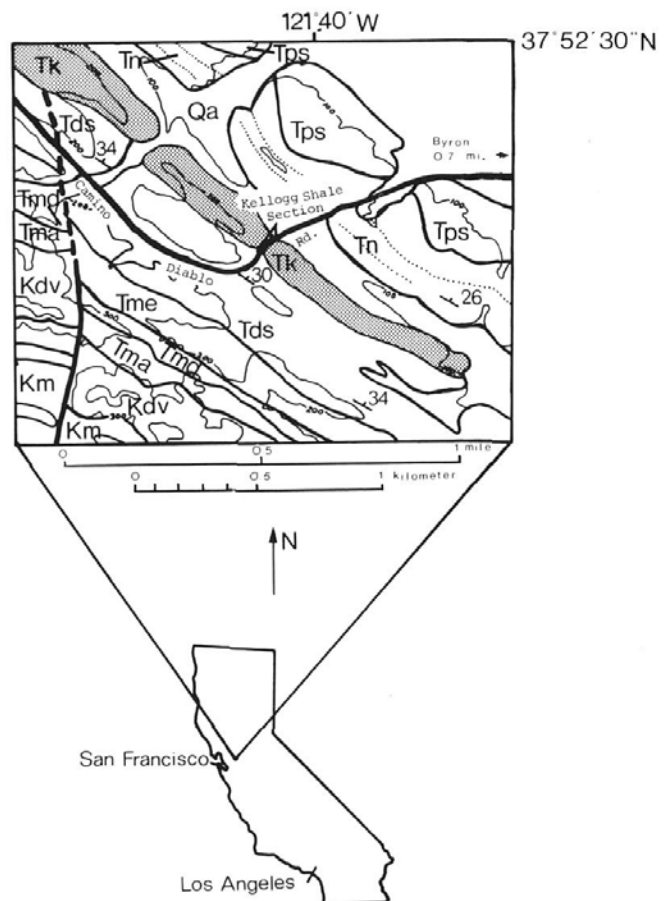 121°40'W
37°52'30"N
Tk
Tn
Tps
Qa
Tps
Tds
34
Byron
0.7 mi.
Kellogg Shale
Section
Tmd
Camino
Rd.
Tn
Tps
Tma
Diablo
30
Tk
26
Kdv
Tme
Tds
Tmd
Tma
Km
Kdv
34
Km
0 0.5 1 mile
0 0.5 1 kilometer
N
San Francisco
Los Angeles